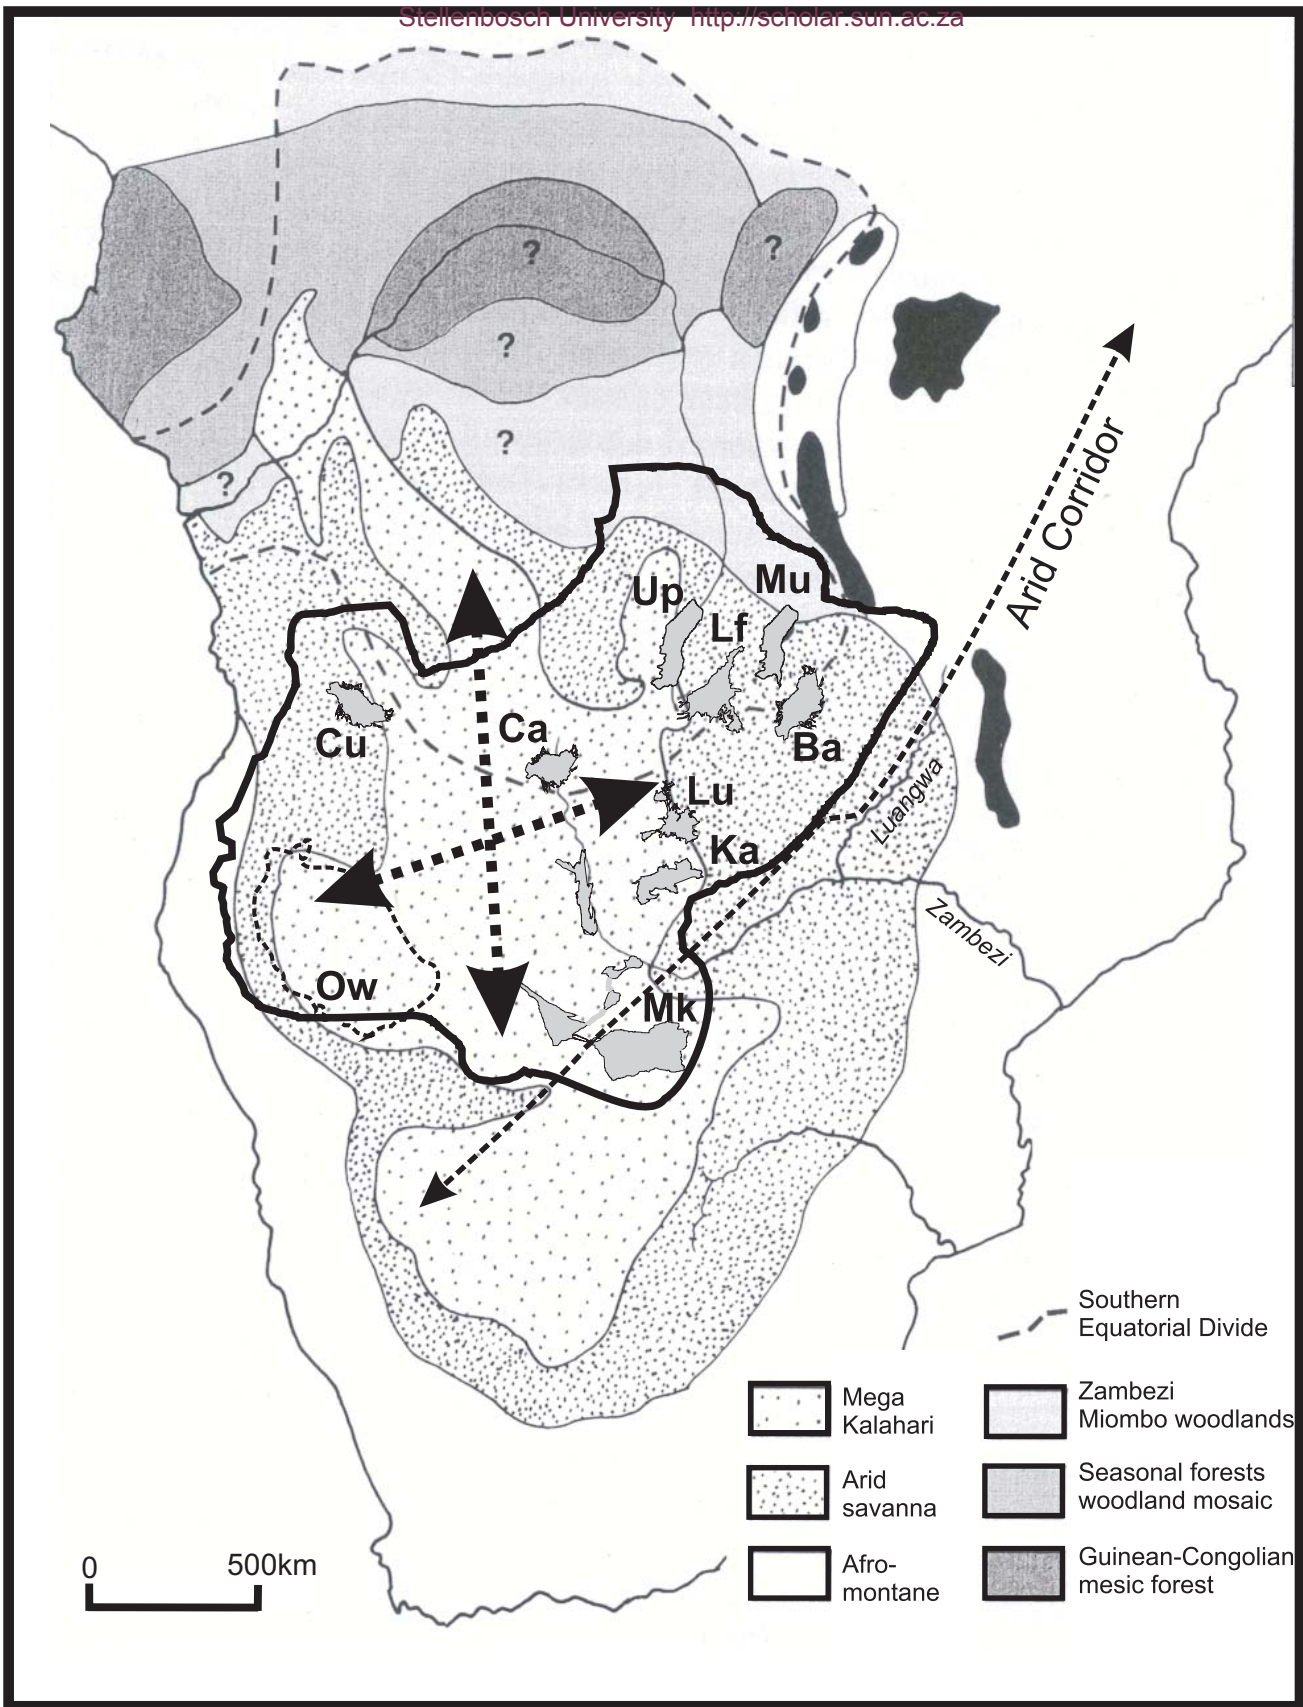 Stellenbosch University http://scholar.sun.ac.za
?
?
?
?
?
Arid Corridor
Up
Mu
Lf
Cu
Ca
Ba
Lu
Luangwa
Ka
Zambezi
Ow
Mk
Southern
Equatorial Divide
Mega
Kalahari
Zambezi
Miombo woodlands
Arid
savanna
Seasonal forests
woodland mosaic
Afro-
montane
Guinean-Congolian
mesic forest
0 500km